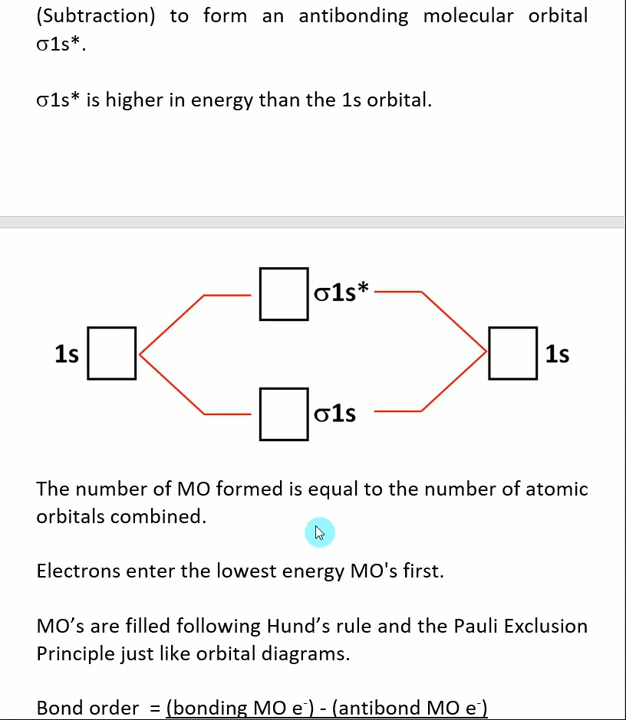 (Subtraction) to form an antibonding molecular orbital
σ1s*.
σ1s* is higher in energy than the 1s orbital.
σ1s*
1s
1s
σ1s
The number of MO formed is equal to the number of atomic
orbitals combined.
Electrons enter the lowest energy MO's first.
MO’s are filled following Hund’s rule and the Pauli Exclusion
Principle just like orbital diagrams.
Bond order = (bonding MO e⁻) - (antibond MO e⁻)